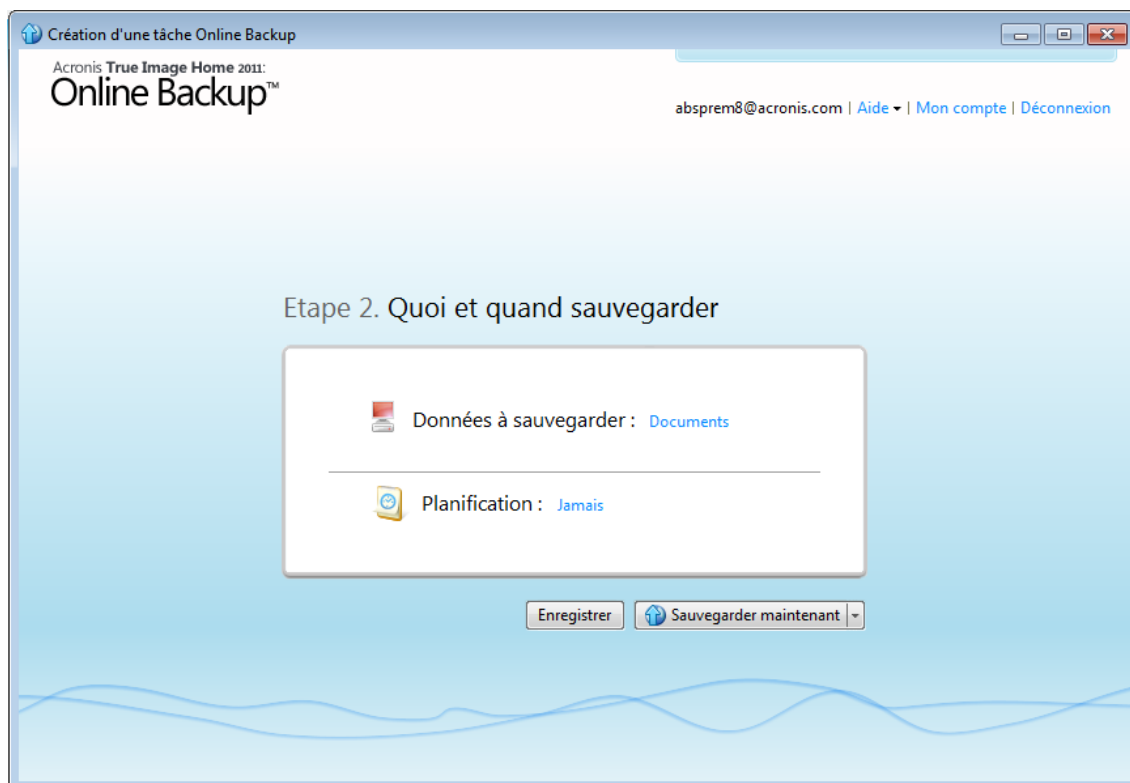 Création d'une tâche Online Backup
Acronis True Image Home 2011:
Online Backup™
absprem8@acronis.com | Aide | Mon compte | Déconnexion
Etape 2. Quoi et quand sauvegarder
Données à sauvegarder : Documents
Planification : Jamais
Enregistrer Sauvegarder maintenant